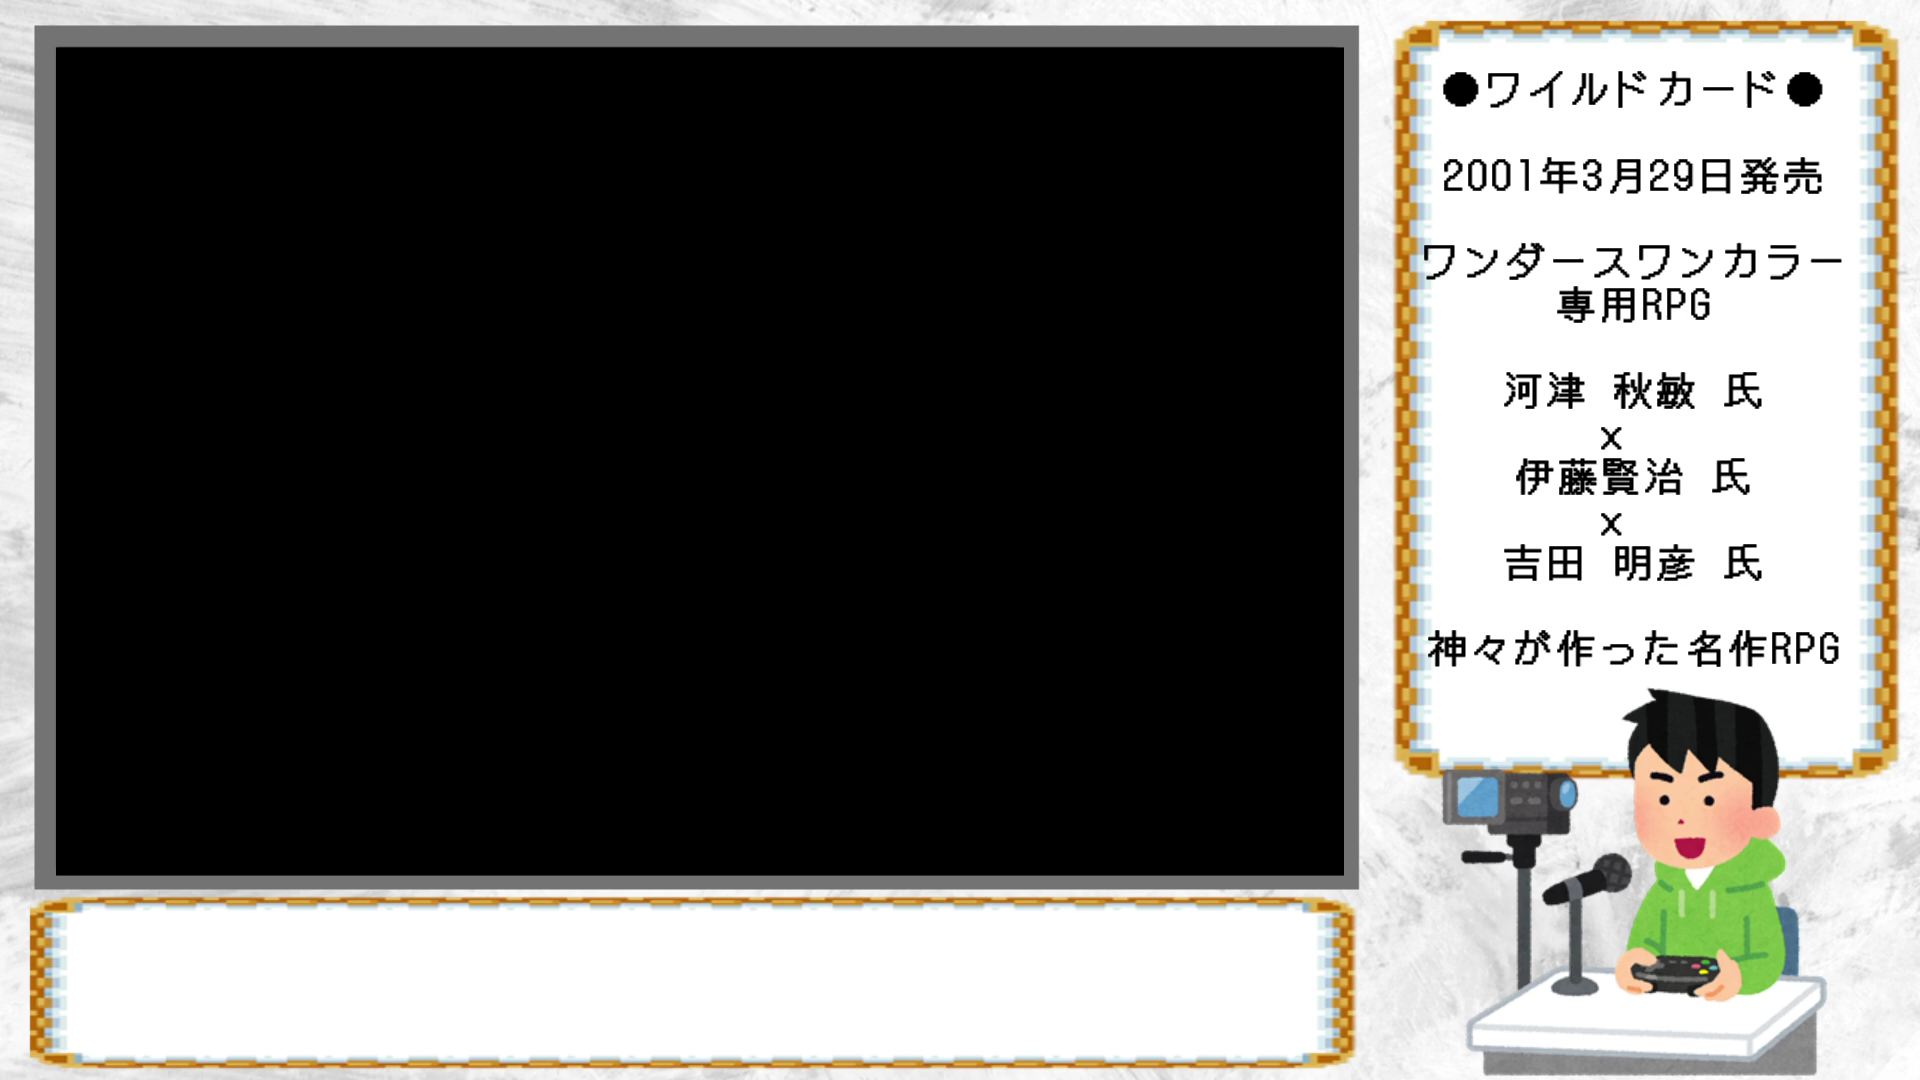 ●ワイルドカード●
2001年3月29日発売
ワンダースワンカラー
専用RPG
河津 秋敏 氏
x
伊藤賢治 氏
x
吉田 明彦 氏
神々が作った名作RPG